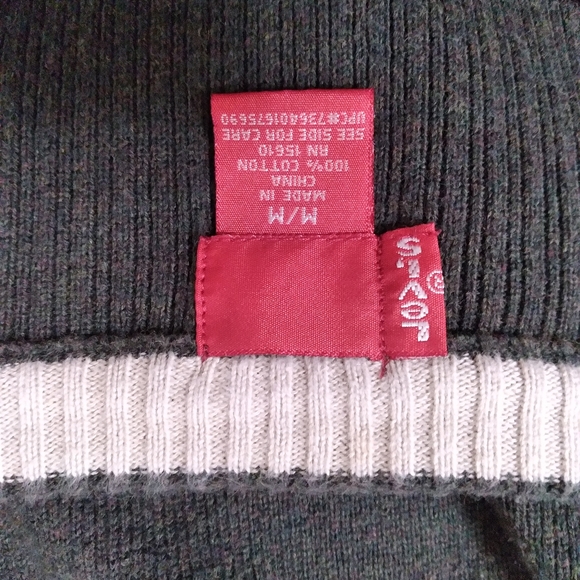 M/M
MADE IN
CHINA
100% COTTON
RN 15610
SEE SIDE FOR CARE
UPC#736401675690
LEVI'S
®